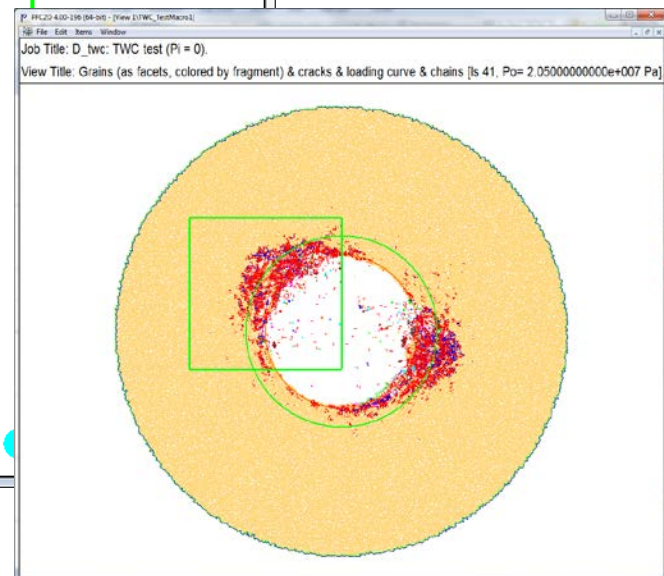 PFC2D 4.00-196 (64-bit) - [View D\TWC_TestMacro1]
File Edit Items Window
Job Title: D_twc: TWC test (Pi = 0).
View Title: Grains (as facets, colored by fragment) & cracks & loading curve & chains [ls 41, Po= 2.05000000000e+007 Pa]